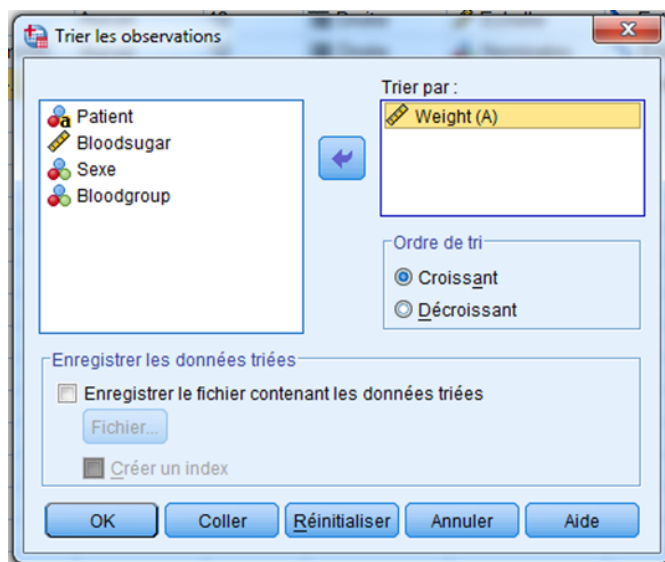 Trier les observations
Patient
Bloodsugar
Sexe
Bloodgroup
Trier par :
Weight (A)
Ordre de tri
Croissant
Décroissant
Enregistrer les données triées
Enregistrer le fichier contenant les données triées
Fichier...
Créer un index
OK Coller Réinitialiser Annuler Aide